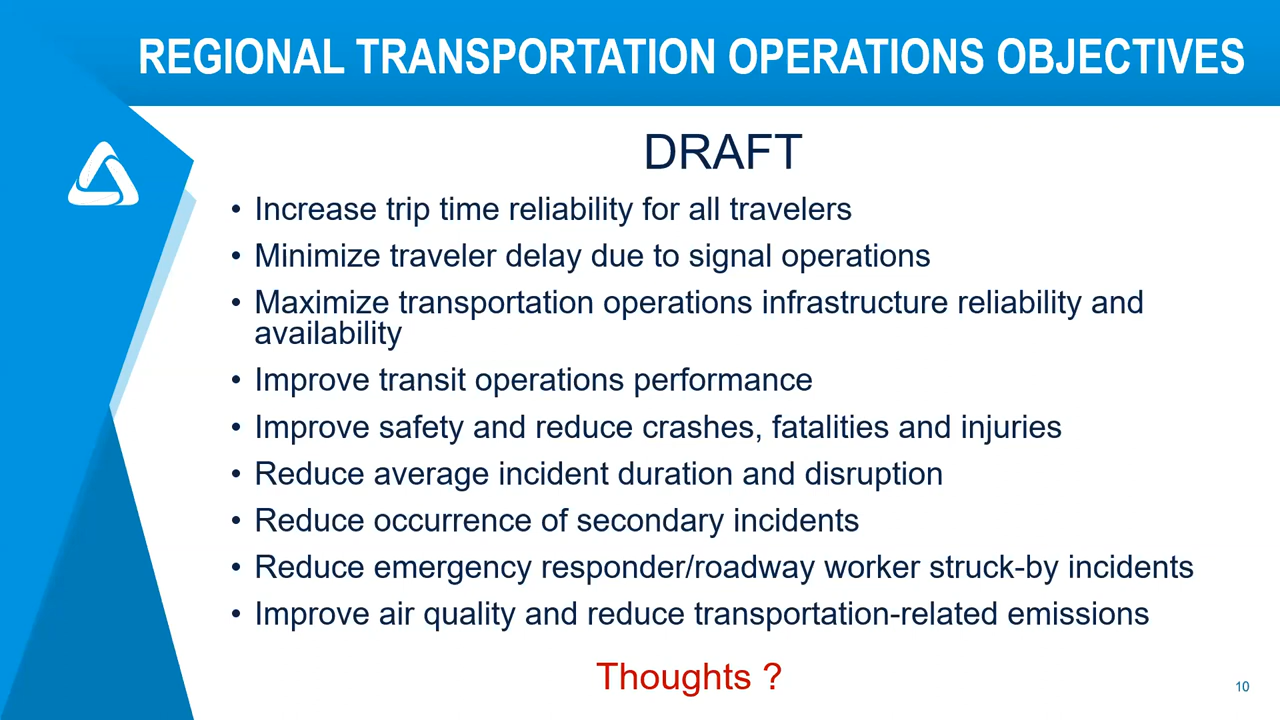 REGIONAL TRANSPORTATION OPERATIONS OBJECTIVES
DRAFT
• Increase trip time reliability for all travelers
• Minimize traveler delay due to signal operations
• Maximize transportation operations infrastructure reliability and
availability
• Improve transit operations performance
• Improve safety and reduce crashes, fatalities and injuries
• Reduce average incident duration and disruption
• Reduce occurrence of secondary incidents
• Reduce emergency responder/roadway worker struck-by incidents
• Improve air quality and reduce transportation-related emissions
Thoughts ?
10